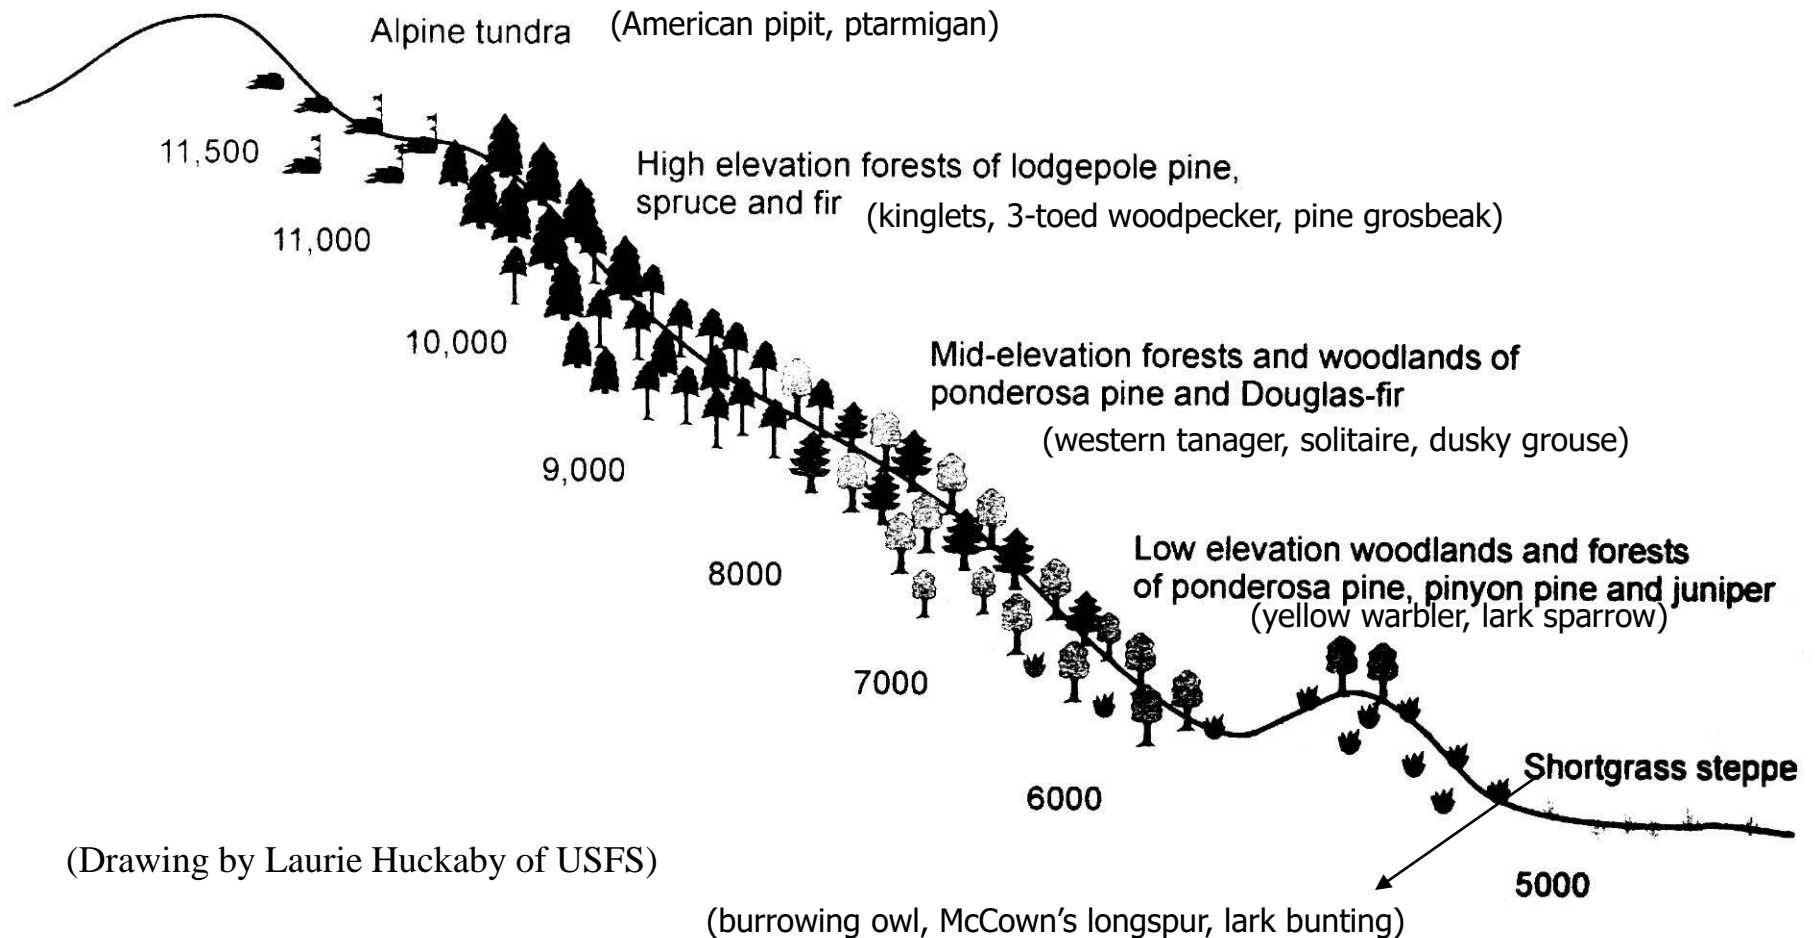 Alpine tundra (American pipit, ptarmigan)
11,500
High elevation forests of lodgepole pine,
spruce and fir (kinglets, 3-toed woodpecker, pine grosbeak)
11,000
10,000
Mid-elevation forests and woodlands of
ponderosa pine and Douglas-fir
(western tanager, solitaire, dusky grouse)
9,000
Low elevation woodlands and forests
of ponderosa pine, pinyon pine and juniper
(yellow warbler, lark sparrow)
8000
7000
Shortgrass steppe
6000
(Drawing by Laurie Huckaby of USFS)
5000
(burrowing owl, McCown’s longspur, lark bunting)